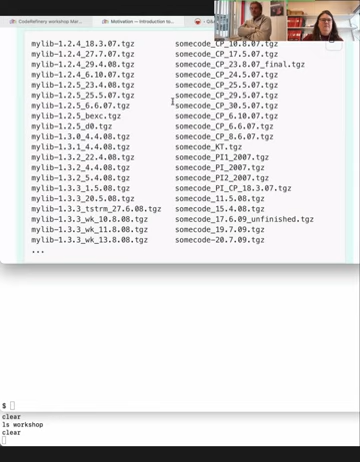 CodeRefinery workshop Mar...
Motivation — Introduction to...
mylib-1.2.4_18.3.07.tgz somecode_CP_10.8.07.tgz
mylib-1.2.4_27.7.07.tgz somecode_CP_17.5.07.tgz
mylib-1.2.4_29.4.08.tgz somecode_CP_23.8.07_final.tgz
mylib-1.2.4_6.10.07.tgz somecode_CP_24.5.07.tgz
mylib-1.2.5_23.4.08.tgz somecode_CP_25.5.07.tgz
mylib-1.2.5_25.5.07.tgz somecode_CP_29.5.07.tgz
mylib-1.2.5_6.6.07.tgz somecode_CP_30.5.07.tgz
mylib-1.2.5_bexc.tgz somecode_CP_6.10.07.tgz
mylib-1.2.5_d0.tgz somecode_CP_6.6.07.tgz
mylib-1.3.0_4.4.08.tgz somecode_CP_8.6.07.tgz
mylib-1.3.1_4.4.08.tgz somecode_KT.tgz
mylib-1.3.2_22.4.08.tgz somecode_PI1_2007.tgz
mylib-1.3.2_4.4.08.tgz somecode_PI_2007.tgz
mylib-1.3.2_5.4.08.tgz somecode_PI2_2007.tgz
mylib-1.3.3_1.5.08.tgz somecode_PI_CP_18.3.07.tgz
mylib-1.3.3_20.5.08.tgz somecode_11.5.08.tgz
mylib-1.3.3_tstrm_27.6.08.tgz somecode_15.4.08.tgz
mylib-1.3.3_wk_10.8.08.tgz somecode_17.6.09_unfinished.tgz
mylib-1.3.3_wk_11.8.08.tgz somecode_19.7.09.tgz
mylib-1.3.3_wk_13.8.08.tgz somecode-20.7.09.tgz
...
$
clear
ls workshop
clear